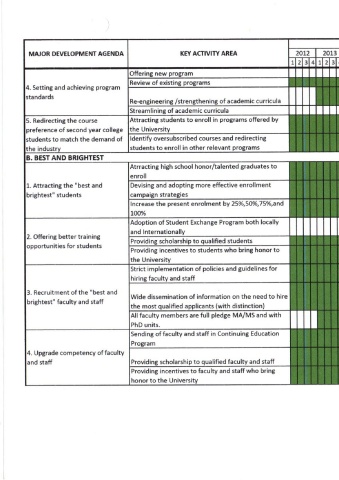 MAJOR DEVELOPMENT AGENDA KEY ACTIVITY AREA 2012 2013
1 2 3 4 1 2 3
4. Setting and achieving program
standards
Offering new program
Review of existing programs
Re-engineering /strengthening of academic curricula
Streamlining of academic curricula
5. Redirecting the course
preference of second year college
students to match the demand of
the industry
Attracting students to enroll in programs offered by
the University
Identify oversubscribed courses and redirecting
students to enroll in other relevant programs
B. BEST AND BRIGHTEST
1. Attracting the "best and
brightest" students
Atrracting high school honor/talented graduates to
enroll
Devising and adopting more effective enrollment
campaign strategies
Increase the present enrolment by 25%,50%,75%,and
100%
2. Offering better training
opportunities for students
Adoption of Student Exchange Program both locally
and Internationally
Providing scholarship to qualified students
Providing incentives to students who bring honor to
the University
3. Recruitment of the "best and
brightest" faculty and staff
Strict implementation of policies and guidelines for
hiring faculty and staff
Wide dissemination of information on the need to hire
the most qualified applicants (with distinction)
All faculty members are full pledge MA/MS and with
PhD units.
4. Upgrade competency of faculty
and staff
Sending of faculty and staff in Continuing Education
Program
Providing scholarship to qualified faculty and staff
Providing incentives to faculty and staff who bring
honor to the University